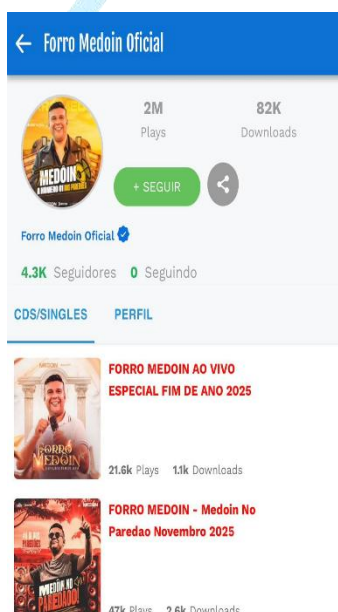 Forro Medoin Oficial
2M
82K
Plays
Downloads
MEDOIN
+ SEGUIR
Forro Medoin Oficial
4.3K Seguidores 0 Seguindo
CDS/SINGLES PERFIL
FORRO MEDOIN AO VIVO
ESPECIAL FIM DE ANO 2025
FORRO
MEDOIN
21.6k Plays 1.1k Downloads
FORRO MEDOIN - Medoin No
Paredao Novembro 2025
MEDOIN NO
PAREDADO!
47k Plays 2.6k Downloads